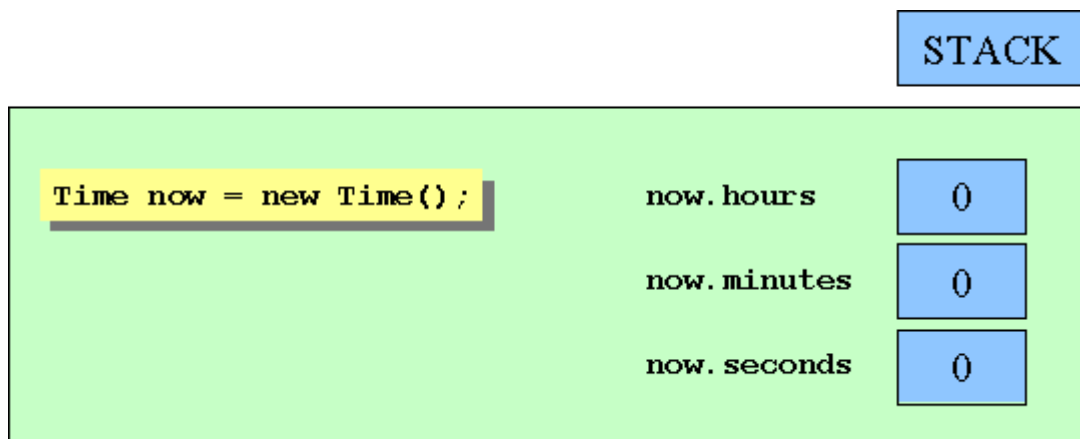 STACK
Time now = new Time();
now.hours 0
now.minutes 0
now.seconds 0